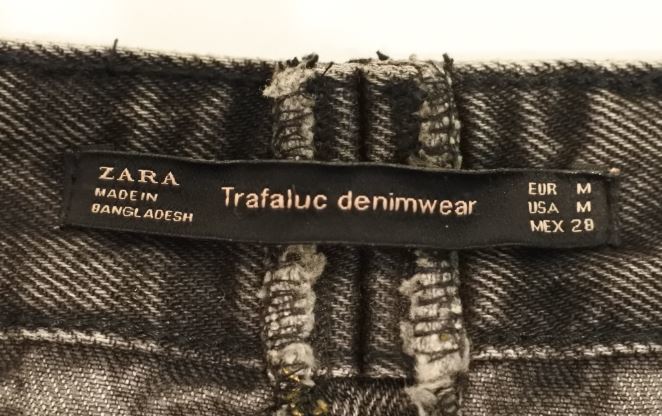 ZARA
MADE IN
BANGLADESH
Trafaluc denimwear
EUR M
USA M
MEX 28